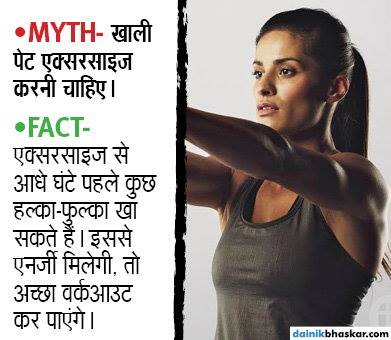 •MYTH- खाली
पेट एक्सरसाइज
करनी चाहिए।
•FACT-
एक्सरसाइज से
आधे घंटे पहले कुछ
हल्का-फुल्का खा
सकते हैं। इससे
एनर्जी मिलेगी, तो
अच्छा वर्कआउट
कर पाएंगे।
dainikbhaskar.com